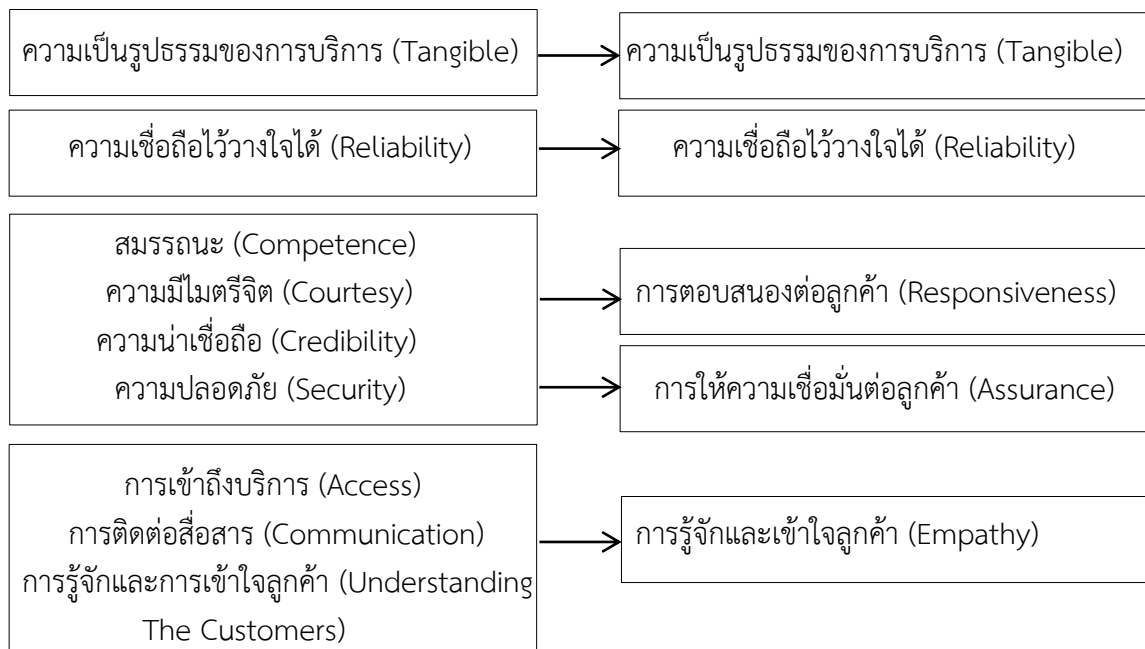 ความเป็นรูปธรรมของการบริการ (Tangible)
ความเป็นรูปธรรมของการบริการ (Tangible)
ความเชื่อถือไว้วางใจได้ (Reliability)
ความเชื่อถือไว้วางใจได้ (Reliability)
สมรรถนะ (Competence)
ความมีไมตรีจิต (Courtesy)
ความน่าเชื่อถือ (Credibility)
ความปลอดภัย (Security)
การตอบสนองต่อลูกค้า (Responsiveness)
การให้ความเชื่อมั่นต่อลูกค้า (Assurance)
การเข้าถึงบริการ (Access)
การติดต่อสื่อสาร (Communication)
การรู้จักและการเข้าใจลูกค้า (Understanding
The Customers)
การรู้จักและเข้าใจลูกค้า (Empathy)